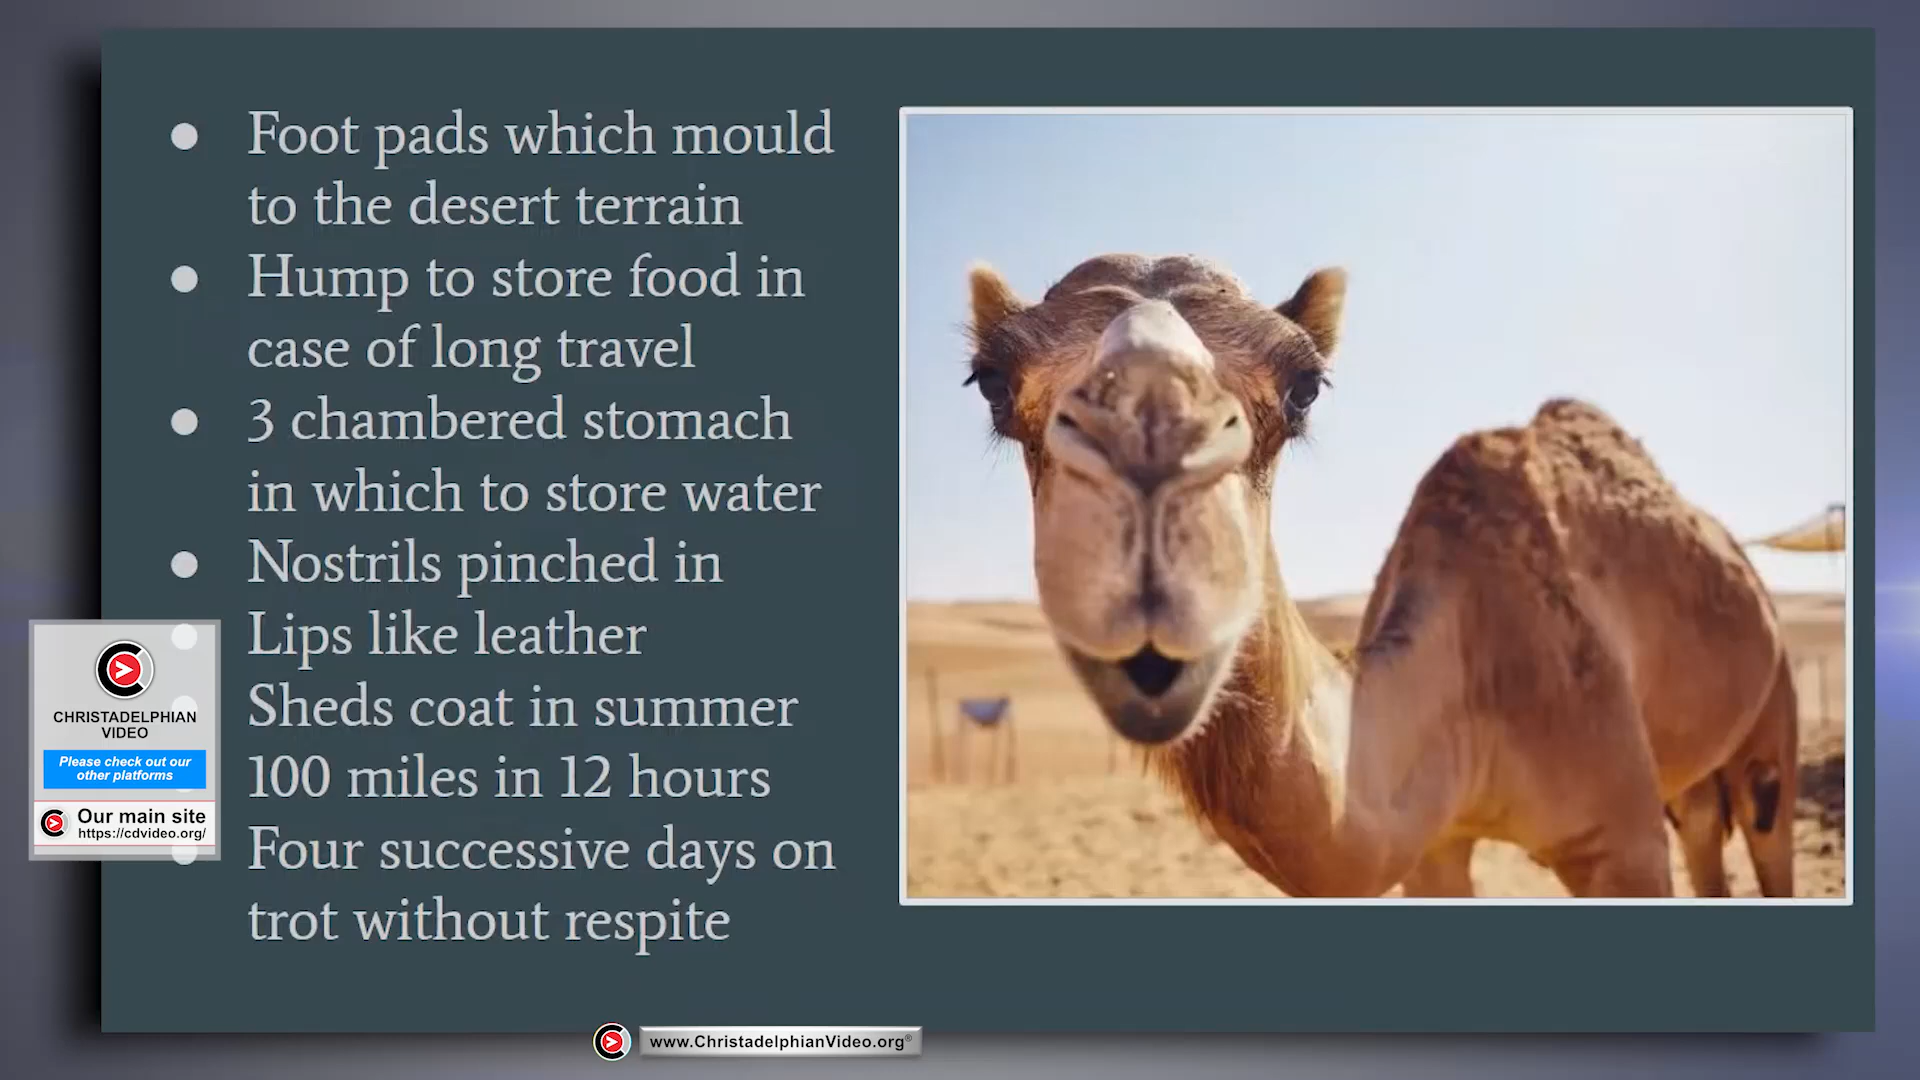 ● Foot pads which mould
to the desert terrain
● Hump to store food in
case of long travel
● 3 chambered stomach
in which to store water
● Nostrils pinched in
● Lips like leather
● Sheds coat in summer
● 100 miles in 12 hours
● Four successive days on
trot without respite
CHRISTADELPHIAN
VIDEO
Please check out our
other platforms
Our main site
https://cdvideo.org/
www.ChristadelphianVideo.org®